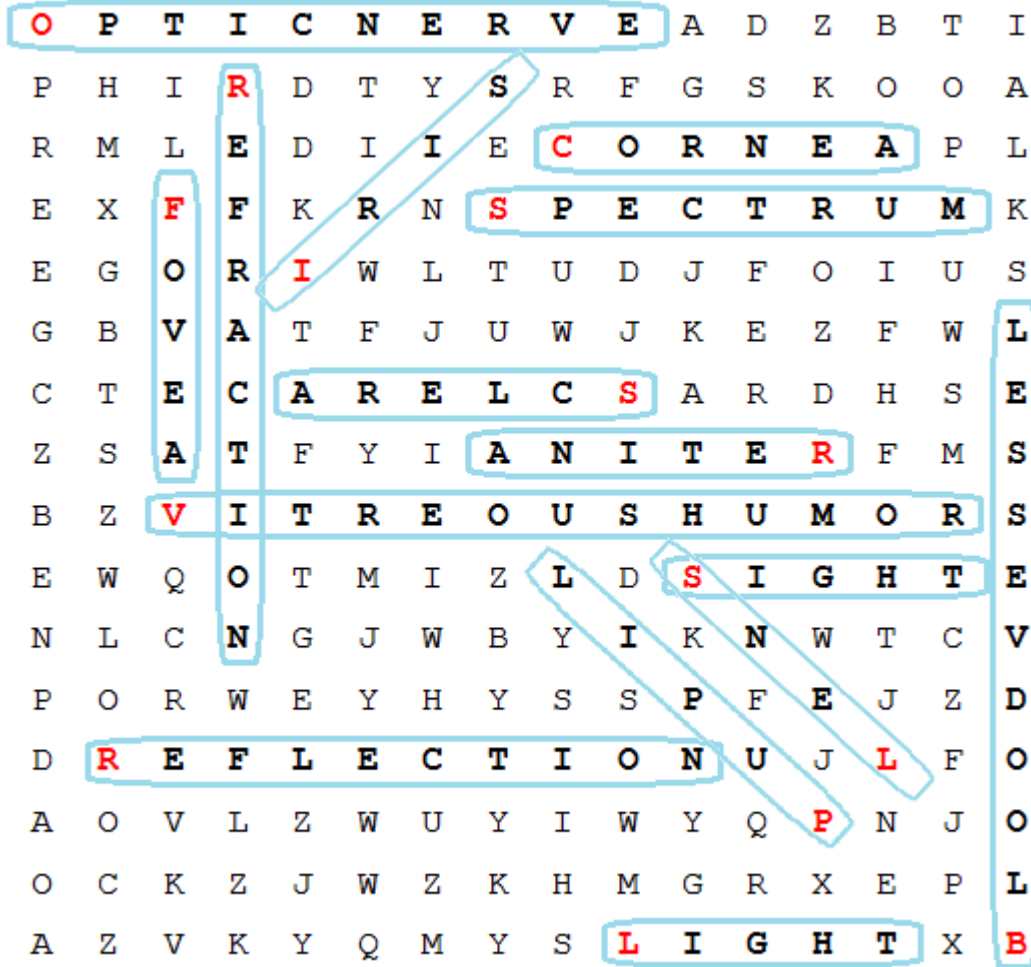 O P T I C N E R V E A D Z B T I
P H I R D T Y S R F G S K O O A
R M L E D I I E C O R N E A P L
E X F F K R N S P E C T R U M K
E G O R I W L T U D J F O I U S
G B V A T F J U W J K E Z F W L
C T E C A R E L C S A R D H S E
Z S A T F Y I A N I T E R F M S
B Z V I T R E O U S H U M O R S
E W Q O T M I Z L D S I G H T E
N L C N G J W B Y I K N W T C V
P O R W E Y H Y S S P F E J Z D
D R E F L E C T I O N U J L F O
A O V L Z W U Y I W Y Q P N J O
O C K Z J W Z K H M G R X E P L
A Z V K Y Q M Y S L I G H T X B